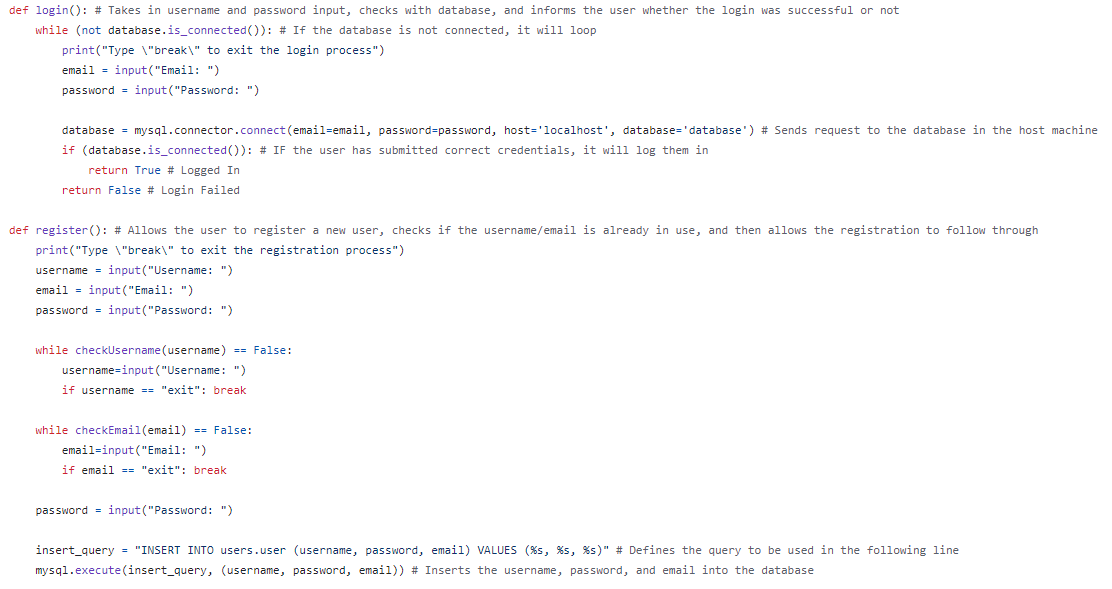 def login(): # Takes in username and password input, checks with database, and informs the user whether the login was successful or not
    while (not database.is_connected()): # If the database is not connected, it will loop
        print("Type \"break\" to exit the login process")
        email = input("Email: ")
        password = input("Password: ")

        database = mysql.connector.connect(email=email, password=password, host='localhost', database='database') # Sends request to the database in the host machine
        if (database.is_connected()): # IF the user has submitted correct credentials, it will log them in
            return True # Logged In
        return False # Login Failed

def register(): # Allows the user to register a new user, checks if the username/email is already in use, and then allows the registration to follow through
    print("Type \"break\" to exit the registration process")
    username = input("Username: ")
    email = input("Email: ")
    password = input("Password: ")

    while checkUsername(username) == False:
        username=input("Username: ")
        if username == "exit": break

    while checkEmail(email) == False:
        email=input("Email: ")
        if email == "exit": break

    password = input("Password: ")

    insert_query = "INSERT INTO users.user (username, password, email) VALUES (%s, %s, %s)" # Defines the query to be used in the following line
    mysql.execute(insert_query, (username, password, email)) # Inserts the username, password, and email into the database